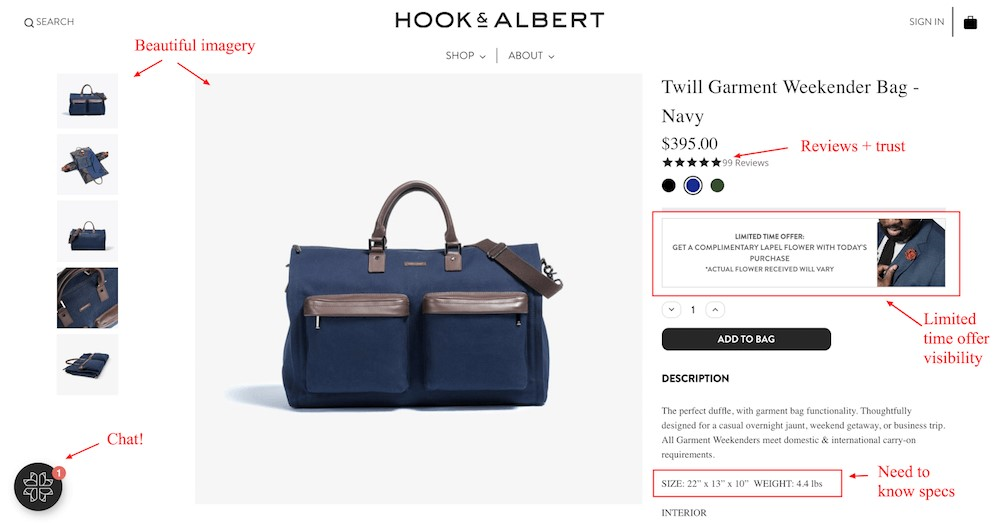 SEARCH
HOOK & ALBERT
SIGN IN
SHOP
ABOUT
Beautiful imagery
Twill Garment Weekender Bag -
Navy
$395.00
99 Reviews
Reviews + trust
LIMITED TIME OFFER:
GET A COMPLIMENTARY LAPEL FLOWER WITH TODAY'S
PURCHASE
*ACTUAL FLOWER RECEIVED WILL VARY
1
Limited
time offer
visibility
ADD TO BAG
DESCRIPTION
The perfect duffle, with garment bag functionality. Thoughtfully
designed for a casual overnight jaunt, weekend getaway, or business trip.
All Garment Weekenders meet domestic & international carry-on
requirements.
Chat!
1
SIZE: 22” x 13” x 10”  WEIGHT: 4.4 lbs
Need to
know specs
INTERIOR